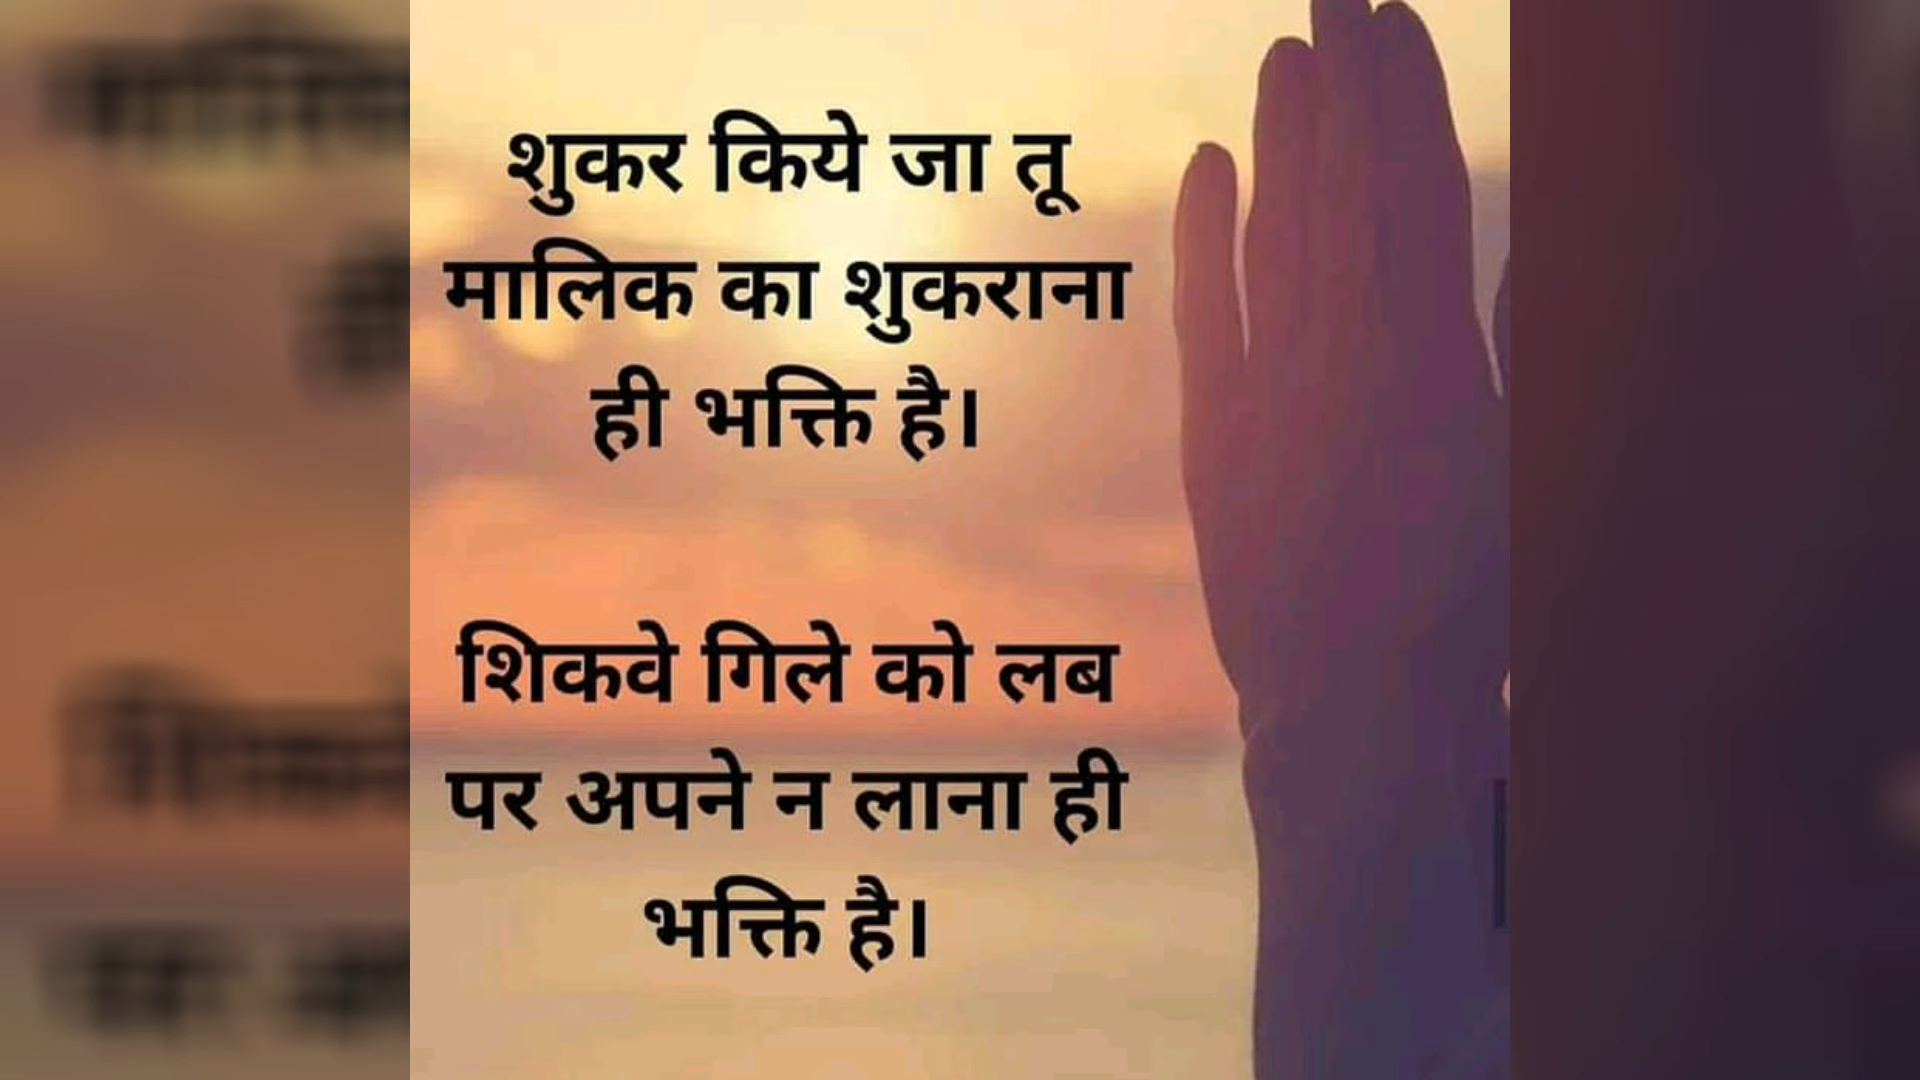 शुकर किये जा तू
मालिक का शुकराना
ही भक्ति है।
शिकवे गिले को लब
पर अपने न लाना ही
भक्ति है।